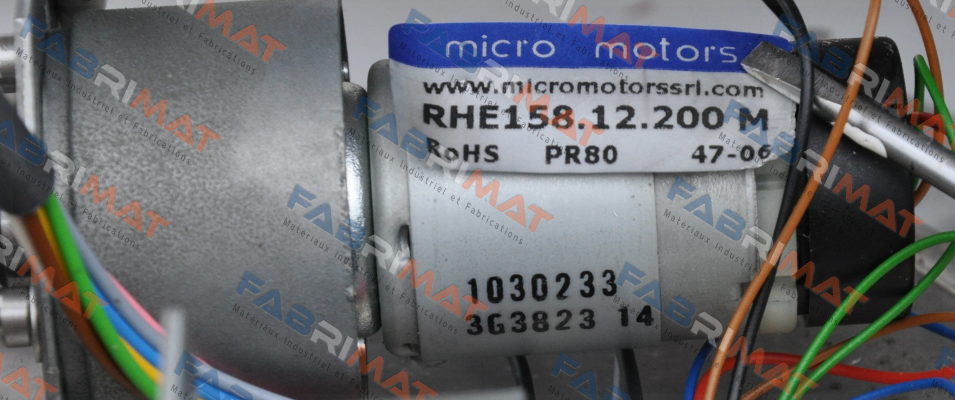 micro motors
www.micromotorssrl.com
RHE158.12.200 M
RoHS PR80 47-06
1030233
3G3823 14
FABRIMAT
Materiaux Industriel et Fabrications